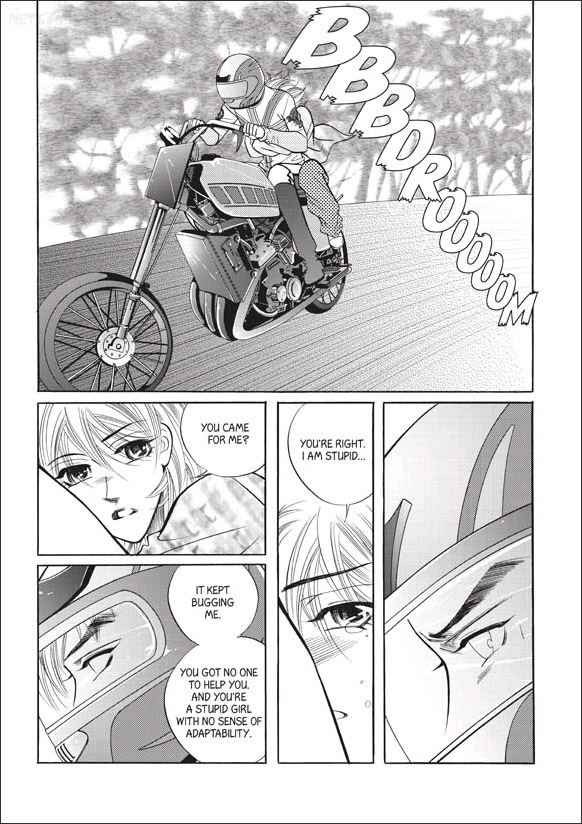 BBBDROOOOOM
YOU CAME
FOR ME?
IT KEPT
BUGGING
ME.
YOU GOT NO ONE
TO HELP YOU.
AND YOU'RE
A STUPID GIRL
WITH NO SENSE OF
ADAPTABILITY.
YOU'RE RIGHT.
I AM STUPID...